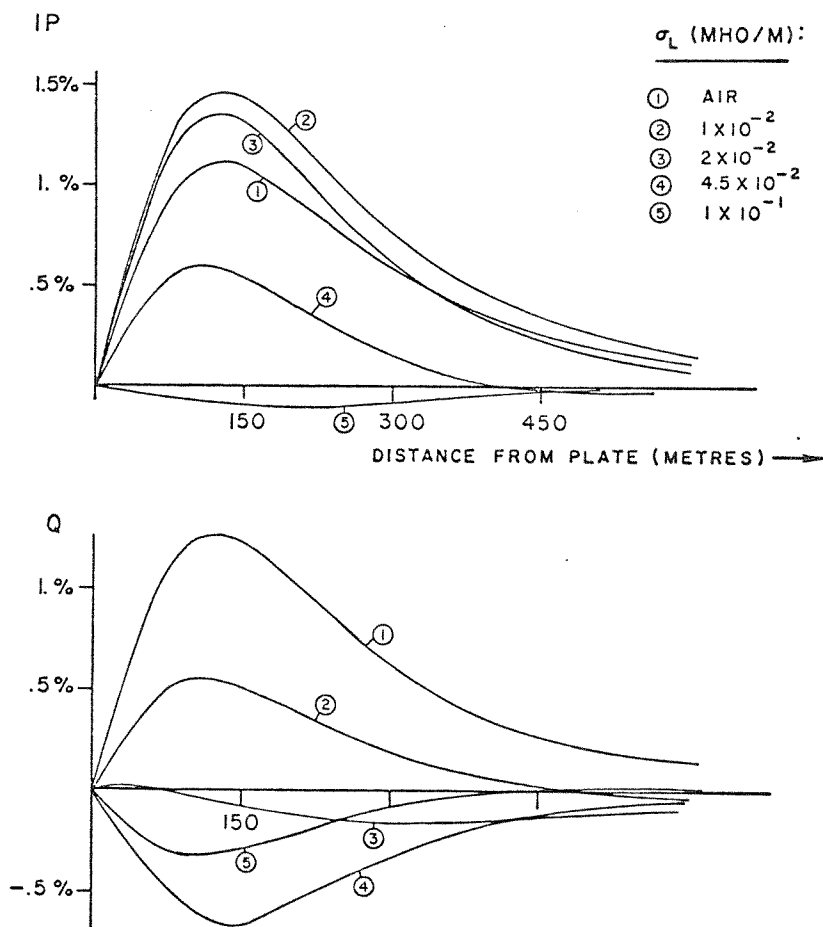 IP
σL (MHO/M):
① AIR
② 1 X 10⁻²
③ 2 X 10⁻²
④ 4.5 X 10⁻²
⑤ 1 X 10⁻¹
1.5%
1.%
.5%
②
③
①
④
⑤
150 300 450
DISTANCE FROM PLATE (METRES)
Q
1.%
.5%
-.5%
①
②
150
③
⑤
④